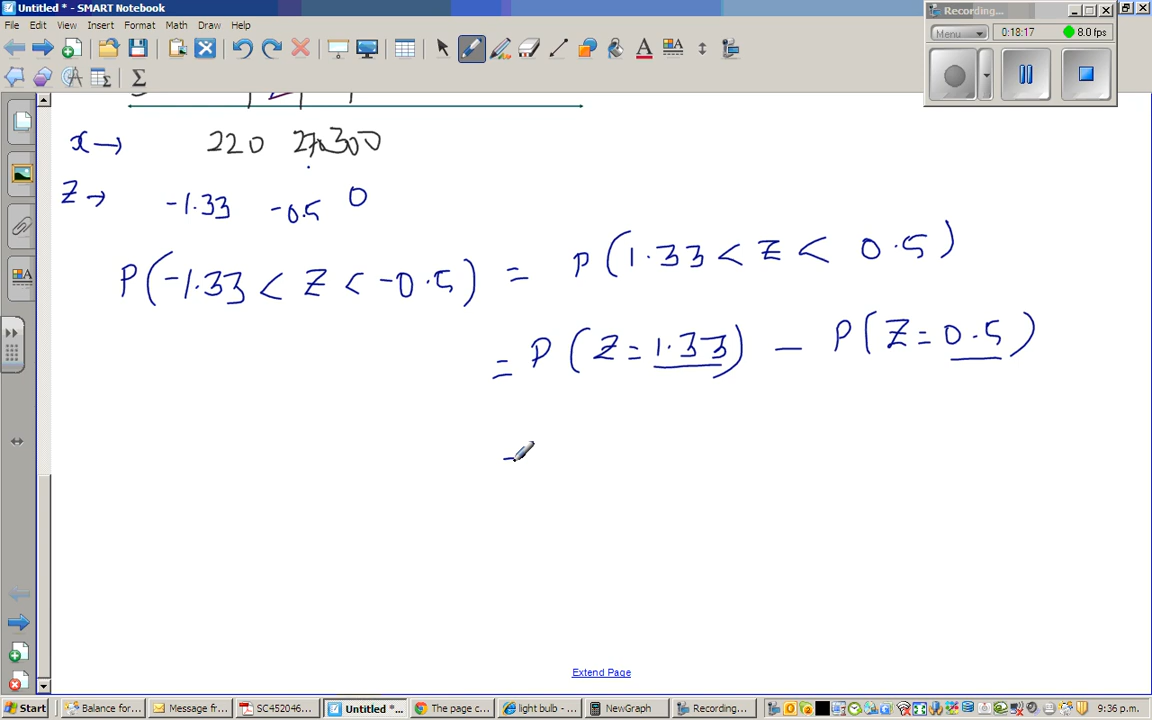 Untitled * - SMART Notebook
File Edit View Insert Format Math Draw Help
Recording...
Menu
0:18:17
8.0 fps
x → 220 270 300
Z → -1.33 -0.5 0
P(-1.33 < Z < -0.5) = P(1.33 < Z < 0.5)
= P(Z = 1.33) - P(Z = 0.5)
Extend Page
Start
Balance for...
Message fr...
SC452046...
Untitled *...
The page c...
light bulb - ...
NewGraph
Recording...
9:36 p.m.